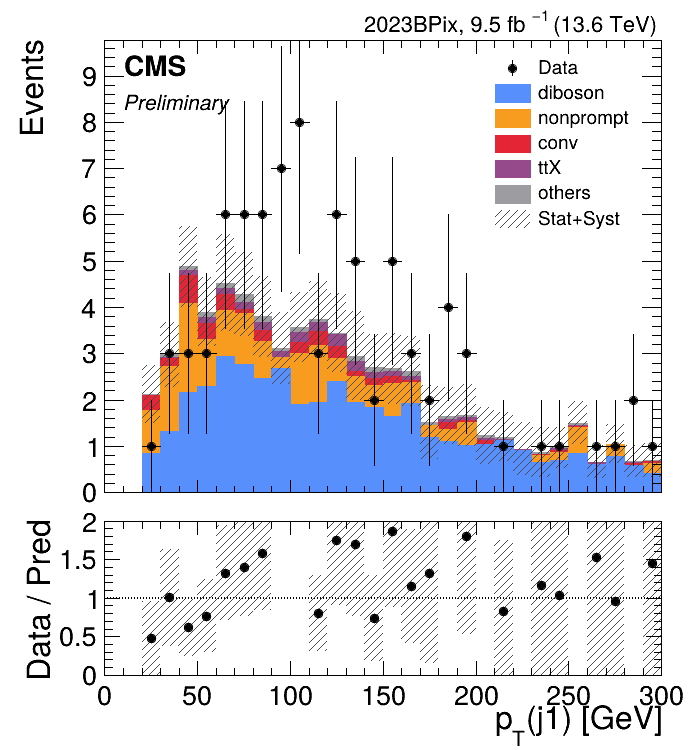 2023BPix, 9.5 fb⁻¹ (13.6 TeV)
Events
CMS
Preliminary
Data
diboson
nonprompt
conv
ttX
others
Stat+Syst
9
8
7
6
5
4
3
2
1
0
Data / Pred
2
1.5
1
0.5
0
0 50 100 150 200 250 300
p_T(j1) [GeV]